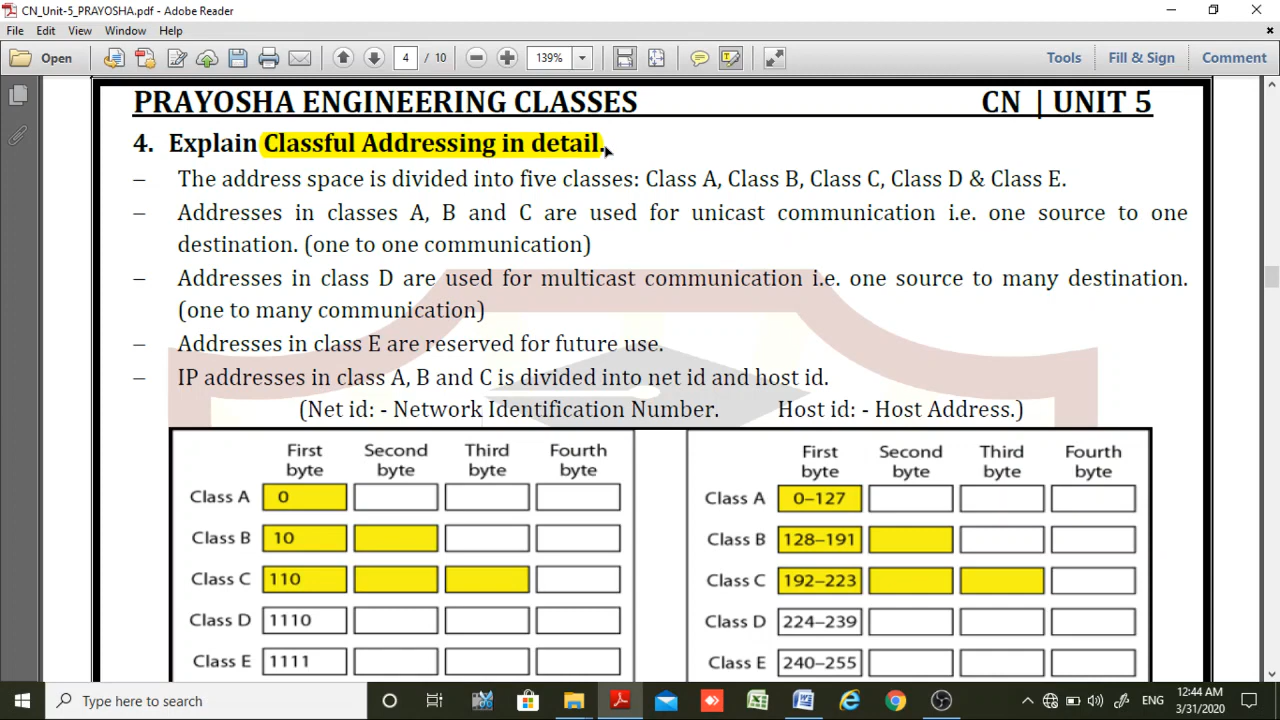 CN_Unit-5_PRAYOSHA.pdf - Adobe Reader
File Edit View Window Help
Open 4 / 10 139% Tools Fill & Sign Comment
PRAYOSHA ENGINEERING CLASSES CN | UNIT 5
4. Explain Classful Addressing in detail.
– The address space is divided into five classes: Class A, Class B, Class C, Class D & Class E.
– Addresses in classes A, B and C are used for unicast communication i.e. one source to one
destination. (one to one communication)
– Addresses in class D are used for multicast communication i.e. one source to many destination.
(one to many communication)
– Addresses in class E are reserved for future use.
– IP addresses in class A, B and C is divided into net id and host id.
(Net id: - Network Identification Number. Host id: - Host Address.)
First byte Second byte Third byte Fourth byte
Class A 0
Class B 10
Class C 110
Class D 1110
Class E 1111
First byte Second byte Third byte Fourth byte
Class A 0–127
Class B 128–191
Class C 192–223
Class D 224–239
Class E 240–255
Type here to search
ENG
12:44 AM
3/31/2020